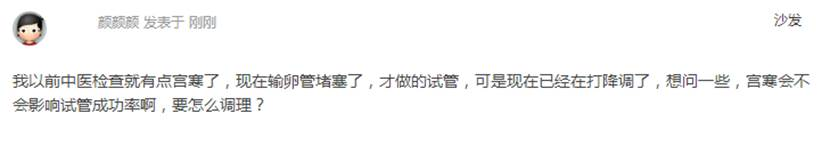 颜颜颜 发表于 刚刚
沙发
我以前中医检查就有点宫寒了，现在输卵管堵塞了，才做的试管，可是现在已经在打降调了，想问一些，宫寒会不
会影响试管成功率啊，要怎么调理？